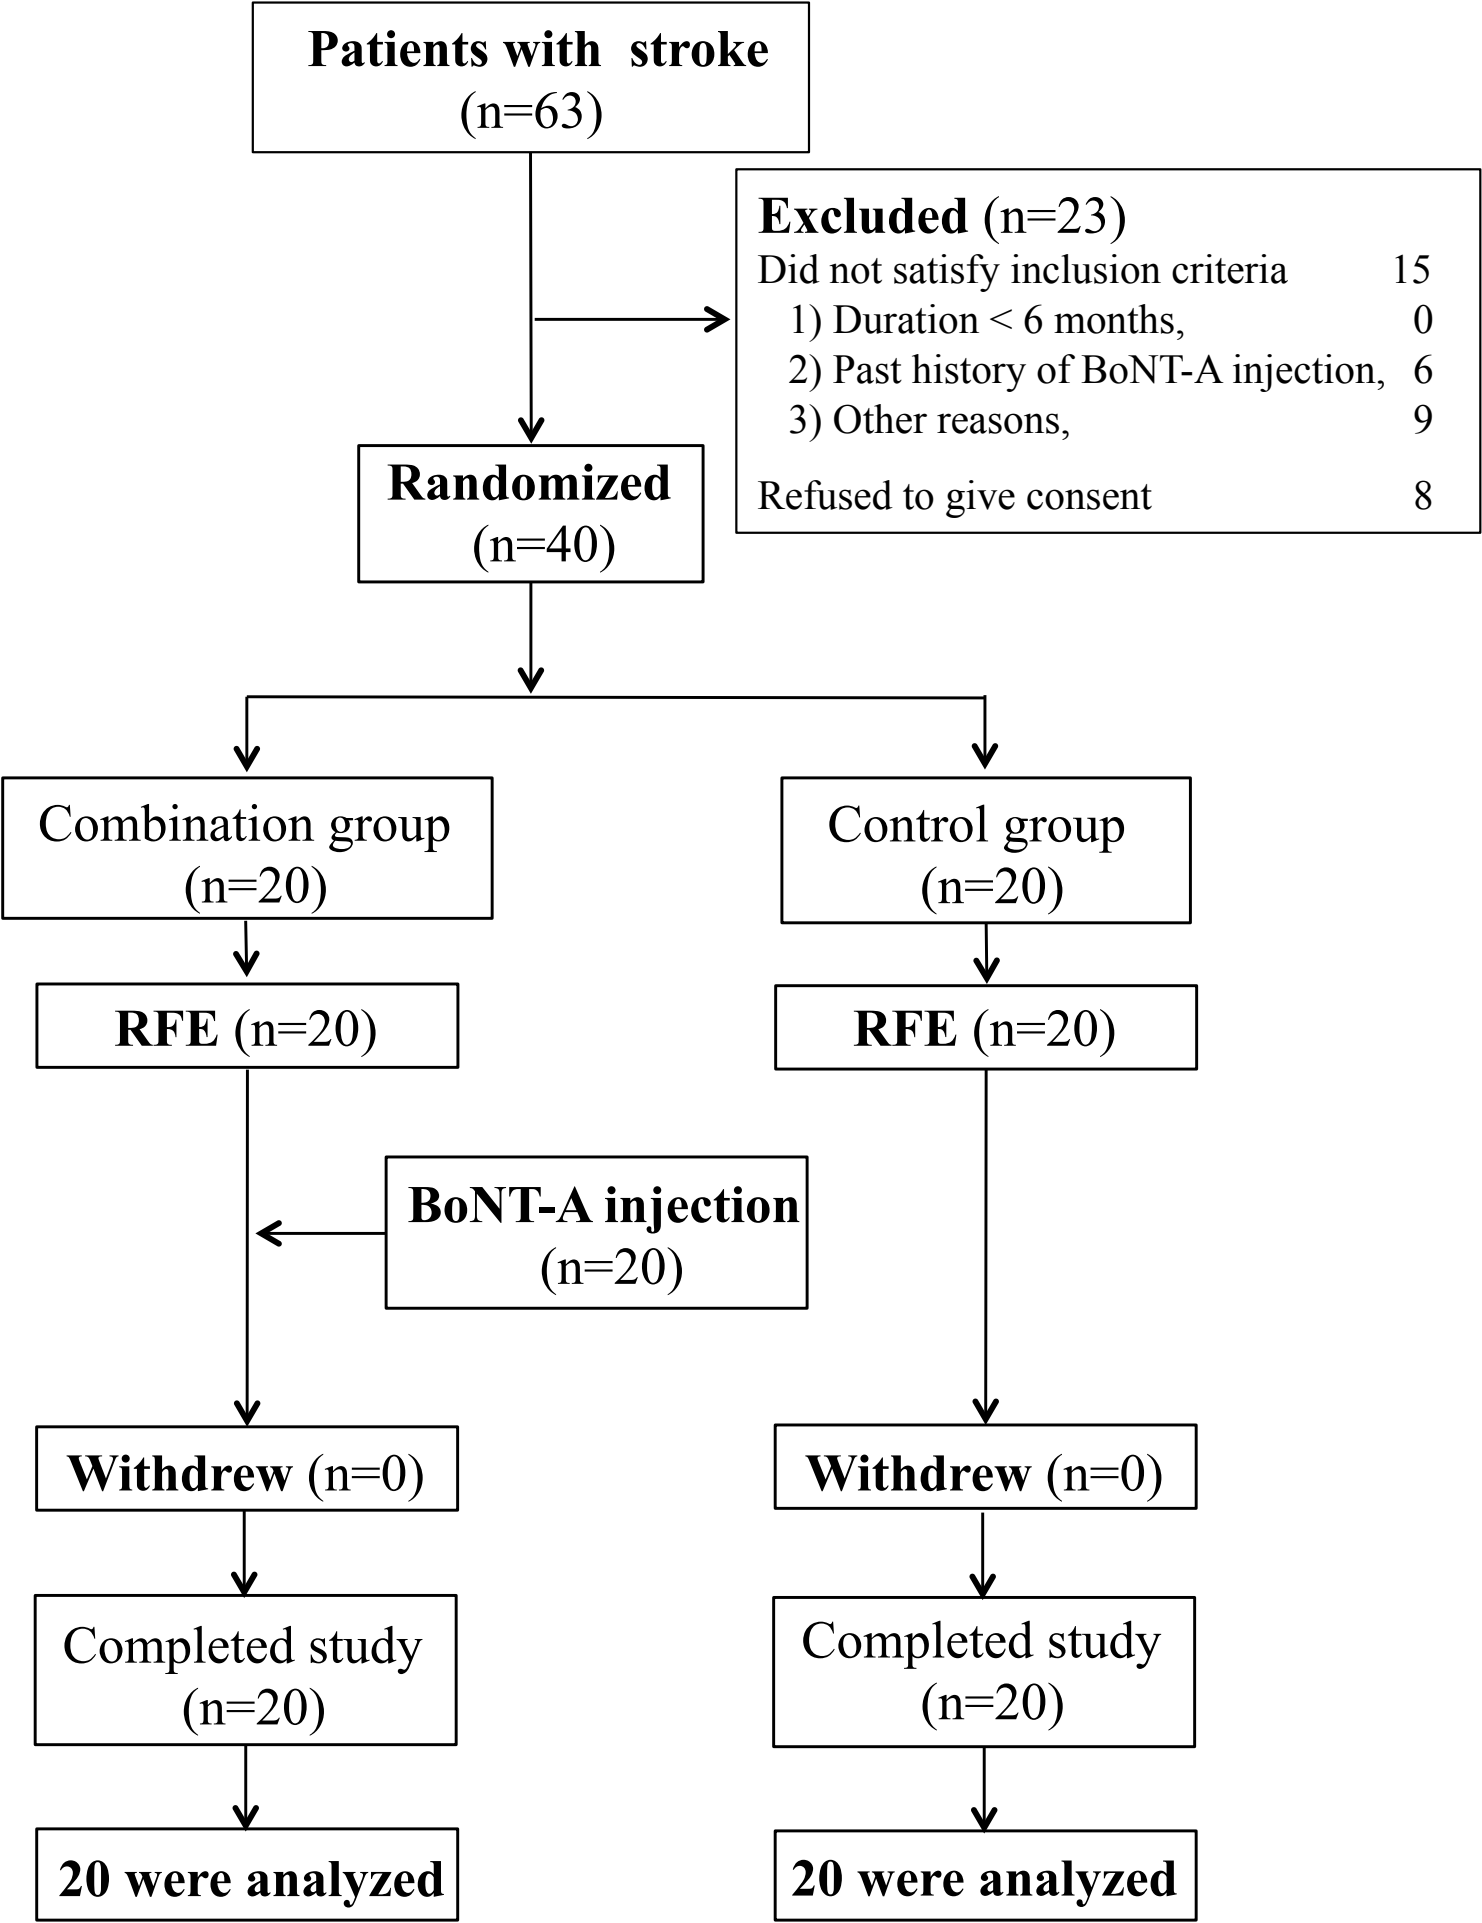 Patients with stroke
(n=63)
Excluded (n=23)
Did not satisfy inclusion criteria 15
1) Duration < 6 months, 0
2) Past history of BoNT-A injection, 6
3) Other reasons, 9
Refused to give consent 8
Randomized
(n=40)
Combination group
(n=20)
Control group
(n=20)
RFE (n=20)
RFE (n=20)
BoNT-A injection
(n=20)
Withdrew (n=0)
Withdrew (n=0)
Completed study
(n=20)
Completed study
(n=20)
20 were analyzed
20 were analyzed